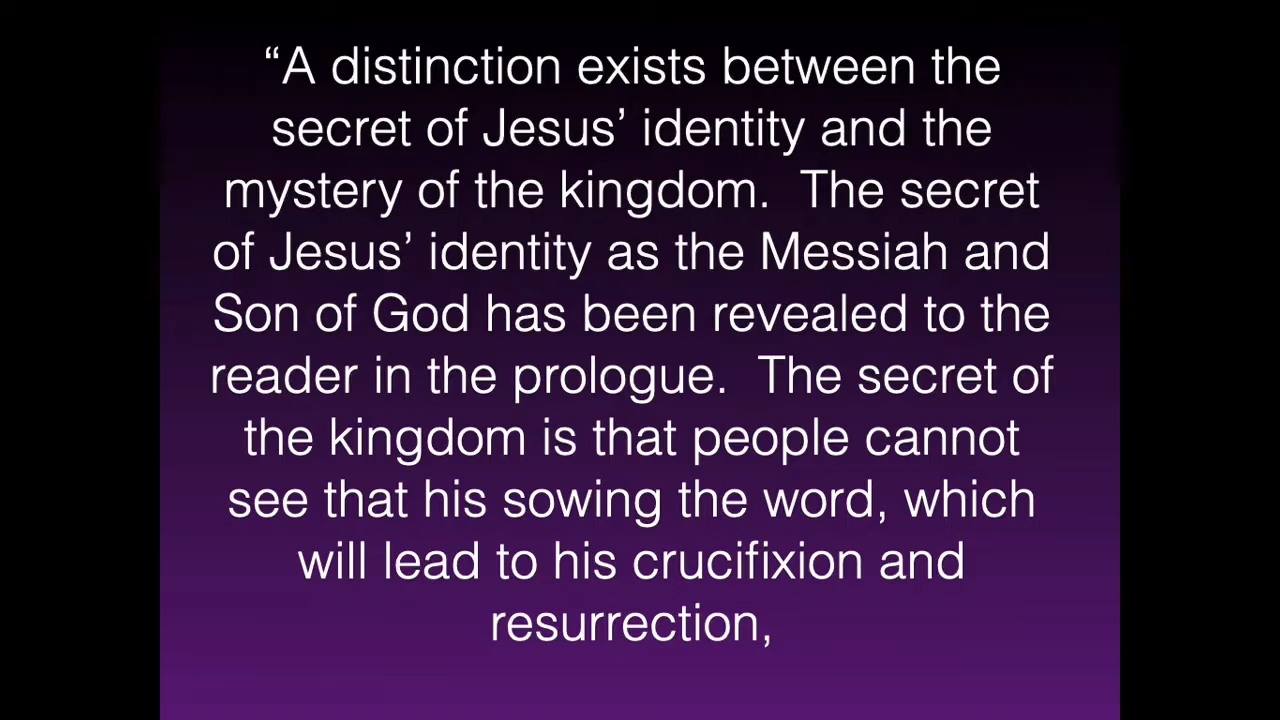 “A distinction exists between the
secret of Jesus’ identity and the
mystery of the kingdom.  The secret
of Jesus’ identity as the Messiah and
Son of God has been revealed to the
reader in the prologue.  The secret of
the kingdom is that people cannot
see that his sowing the word, which
will lead to his crucifixion and
resurrection,